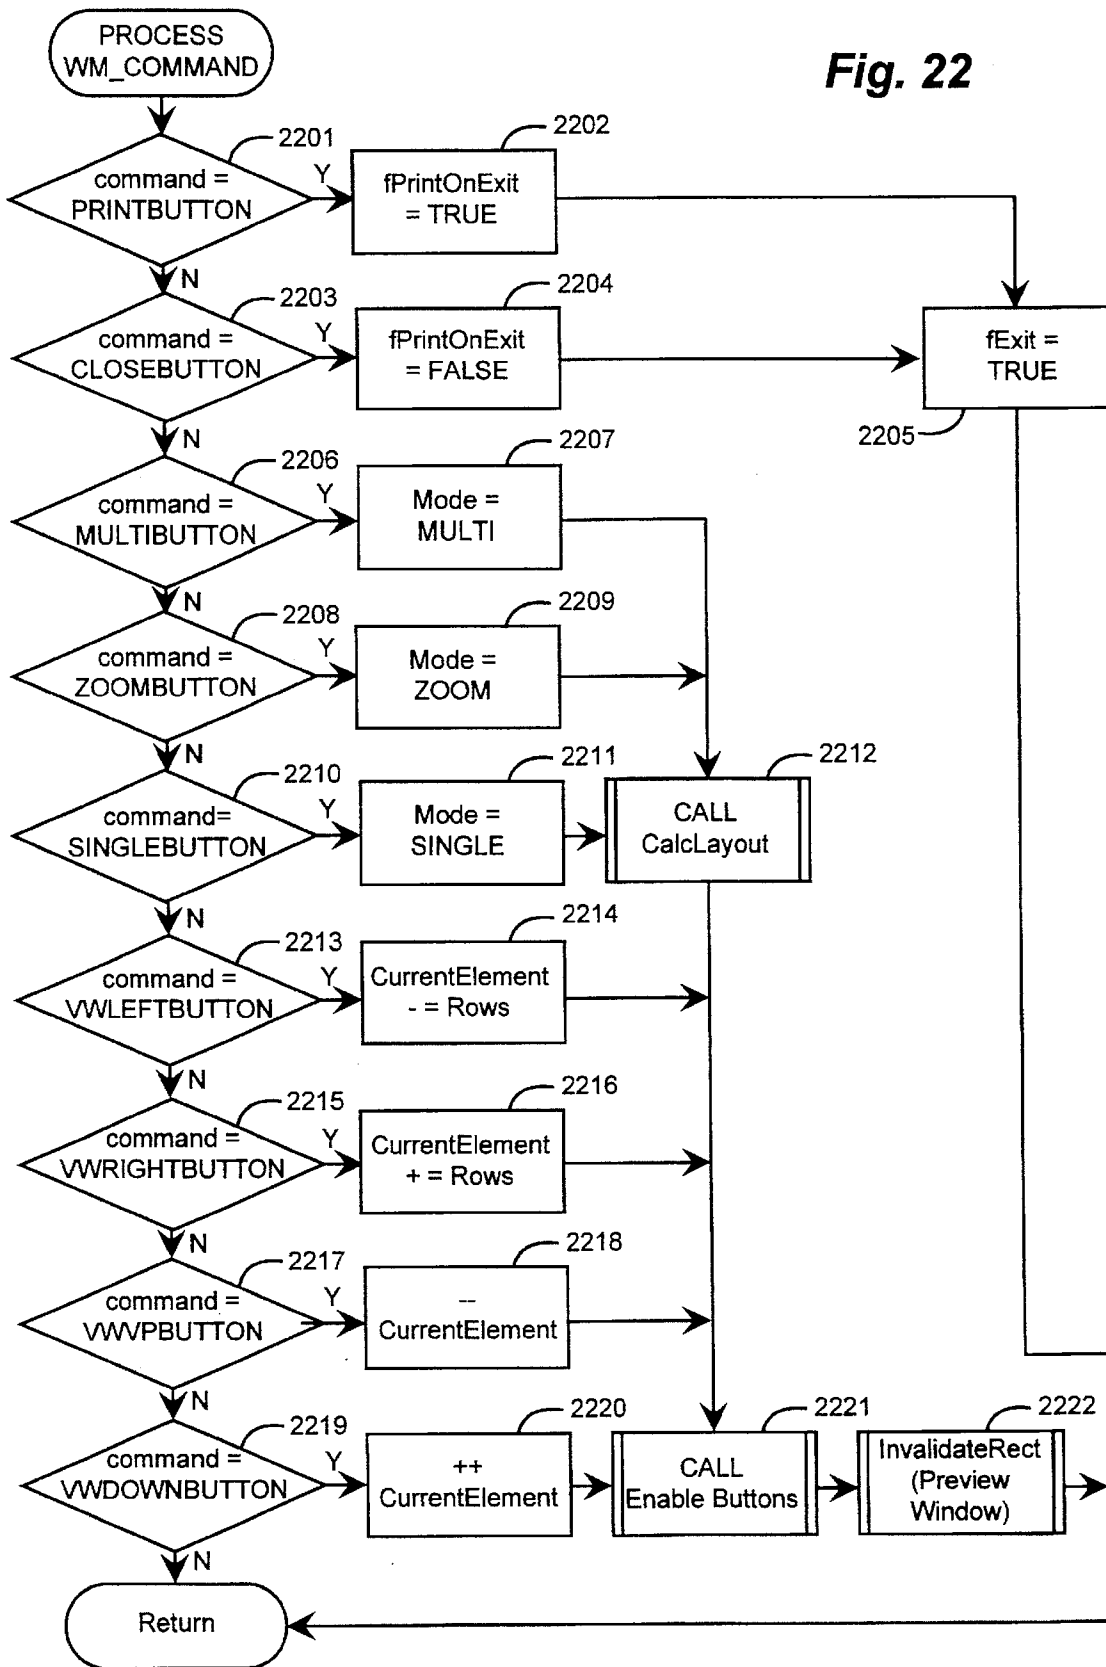 PROCESS
WM_COMMAND
Fig. 22
2201
2202
command =
PRINTBUTTON
Y
fPrintOnExit
= TRUE
N
2203
2204
command =
CLOSEBUTTON
Y
fPrintOnExit
= FALSE
fExit =
TRUE
2205
N
2206
2207
command =
MULTIBUTTON
Y
Mode =
MULTI
N
2208
2209
command =
ZOOMBUTTON
Y
Mode =
ZOOM
N
2210
2211
2212
command=
SINGLEBUTTON
Y
Mode =
SINGLE
CALL
CalcLayout
N
2213
2214
command =
VWLEFTBUTTON
Y
CurrentElement
- = Rows
N
2215
2216
command =
VWRIGHTBUTTON
Y
CurrentElement
+ = Rows
N
2217
2218
command =
VWVPBUTTON
Y
--
CurrentElement
N
2219
2220
2221
2222
command =
VWDOWNBUTTON
Y
++
CurrentElement
CALL
Enable Buttons
InvalidateRect
(Preview
Window)
N
Return